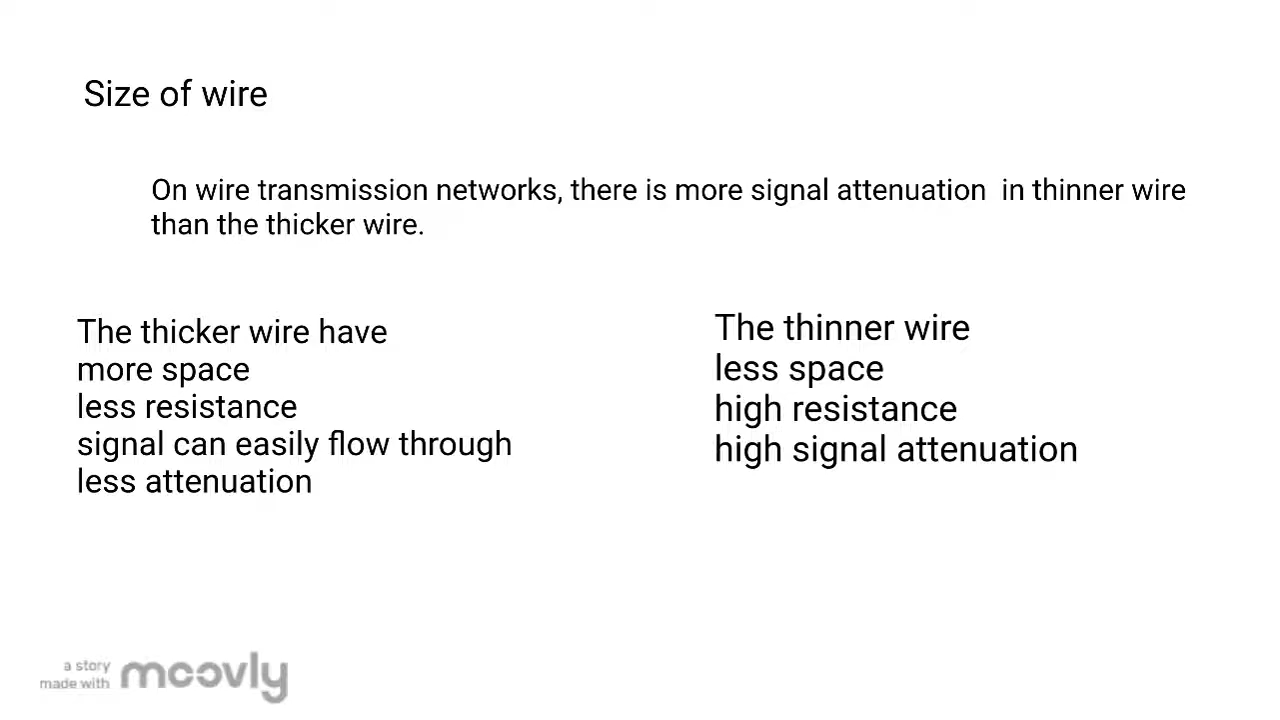 Size of wire
On wire transmission networks, there is more signal attenuation  in thinner wire
than the thicker wire.
The thicker wire have
more space
less resistance
signal can easily flow through
less attenuation
The thinner wire
less space
high resistance
high signal attenuation
a story
made with
moovly